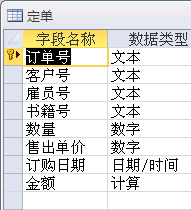 定单
字段名称 数据类型
订单号 文本
客户号 文本
雇员号 文本
书籍号 文本
数量 数字
售出单价 数字
订购日期 日期/时间
金额 计算